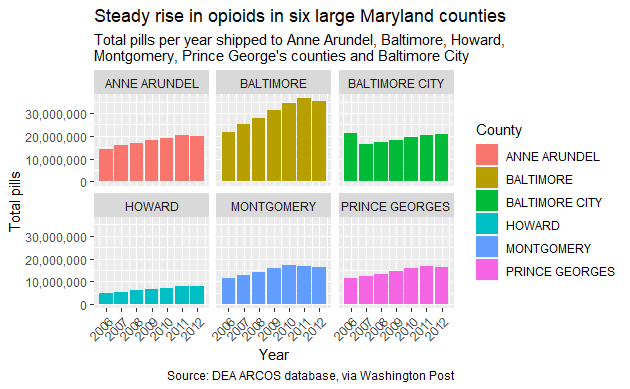 Steady rise in opioids in six large Maryland counties
Total pills per year shipped to Anne Arundel, Baltimore, Howard,
Montgomery, Prince George's counties and Baltimore City
ANNE ARUNDEL
BALTIMORE
BALTIMORE CITY
30,000,000
20,000,000
10,000,000
0
HOWARD
MONTGOMERY
PRINCE GEORGES
30,000,000
20,000,000
10,000,000
0
Total pills
2006 2007 2008 2009 2010 2011 2012
2006 2007 2008 2009 2010 2011 2012
2006 2007 2008 2009 2010 2011 2012
Year
County
ANNE ARUNDEL
BALTIMORE
BALTIMORE CITY
HOWARD
MONTGOMERY
PRINCE GEORGES
Source: DEA ARCOS database, via Washington Post